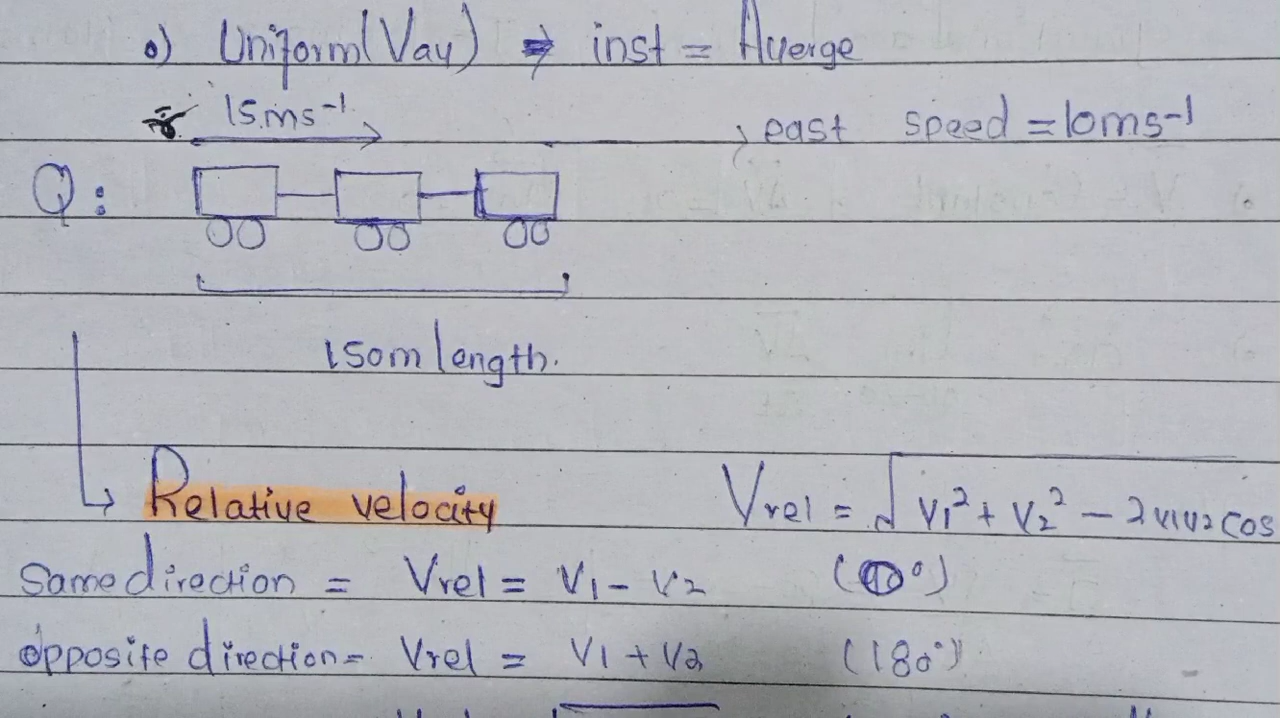 o) Uniform (Vav) ⇒ inst = Averge
15ms⁻¹ → east speed = 10ms⁻¹
Q:
150m length.
↳ Relative velocity Vrel = √v₁² + v₂² - 2v1v2 cos
Same direction = Vrel = V₁ - V₂ (0°)
opposite direction = Vrel = V1 + V2 (180°)